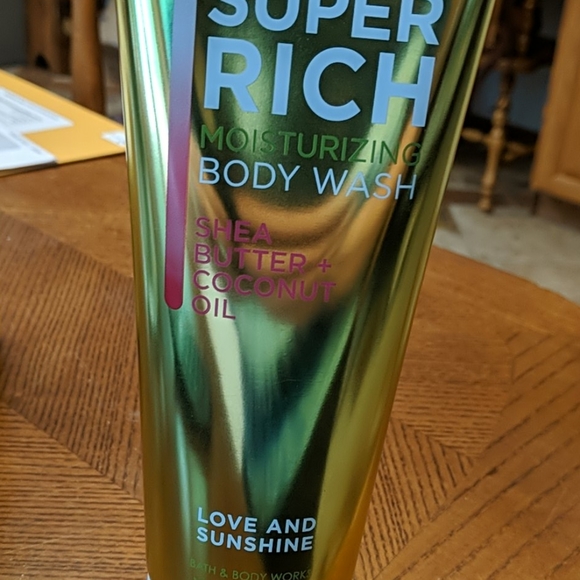 SUPER
RICH
MOISTURIZING
BODY WASH
SHEA
BUTTER +
COCONUT
OIL
LOVE AND
SUNSHINE
BATH & BODY WORKS